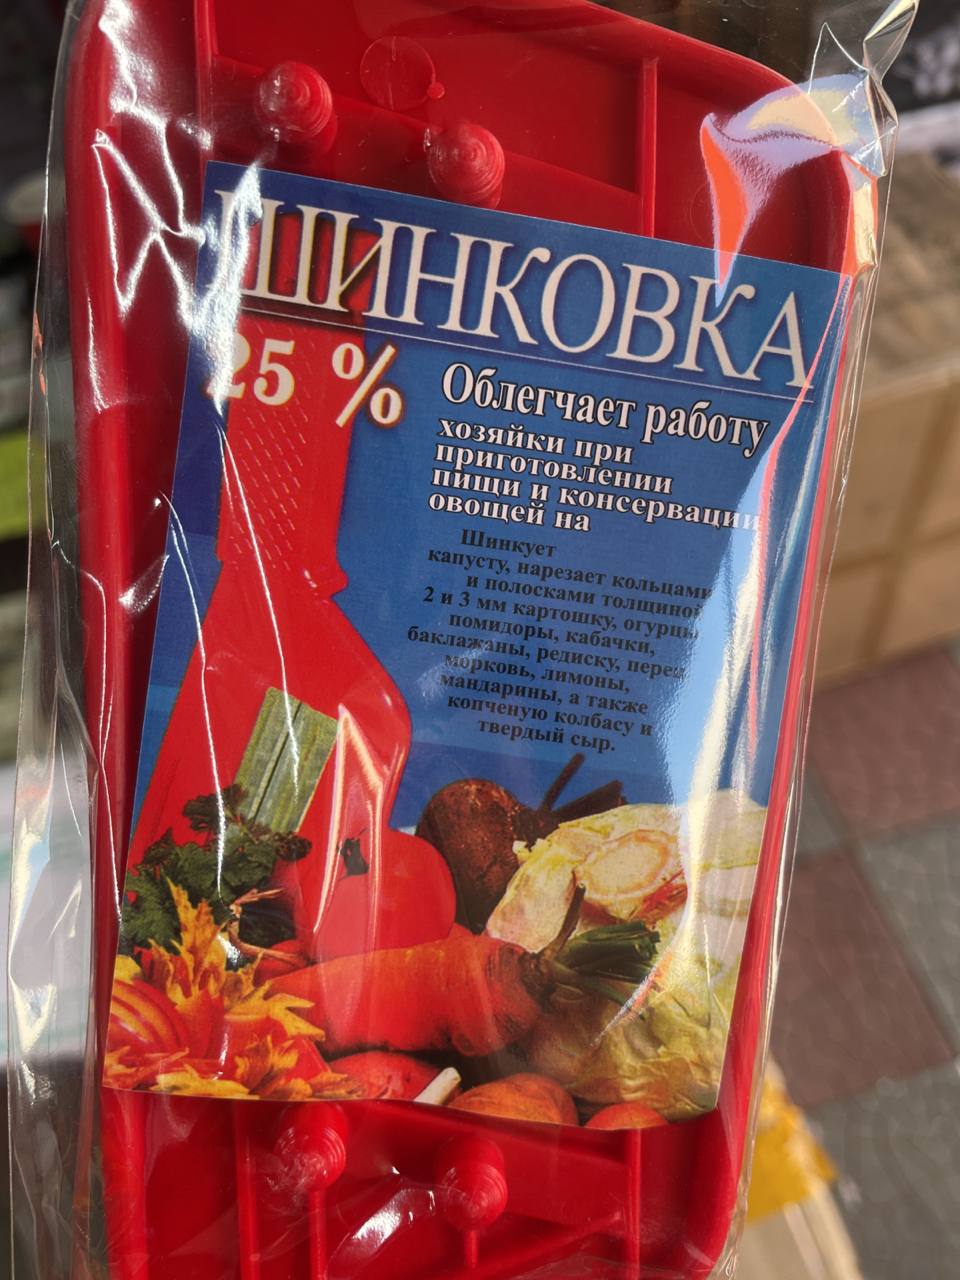 ШИНКОВКА
25 %
Облегчает работу
хозяйки при
приготовлении
пищи и консервации
овощей на
Шинкует
капусту, нарезает кольцами
и полосками толщиной
2 и 3 мм картошку, огурцы
помидоры, кабачки,
баклажаны, редиску, перец
морковь, лимоны,
мандарины, а также
копченую колбасу и
твердый сыр.